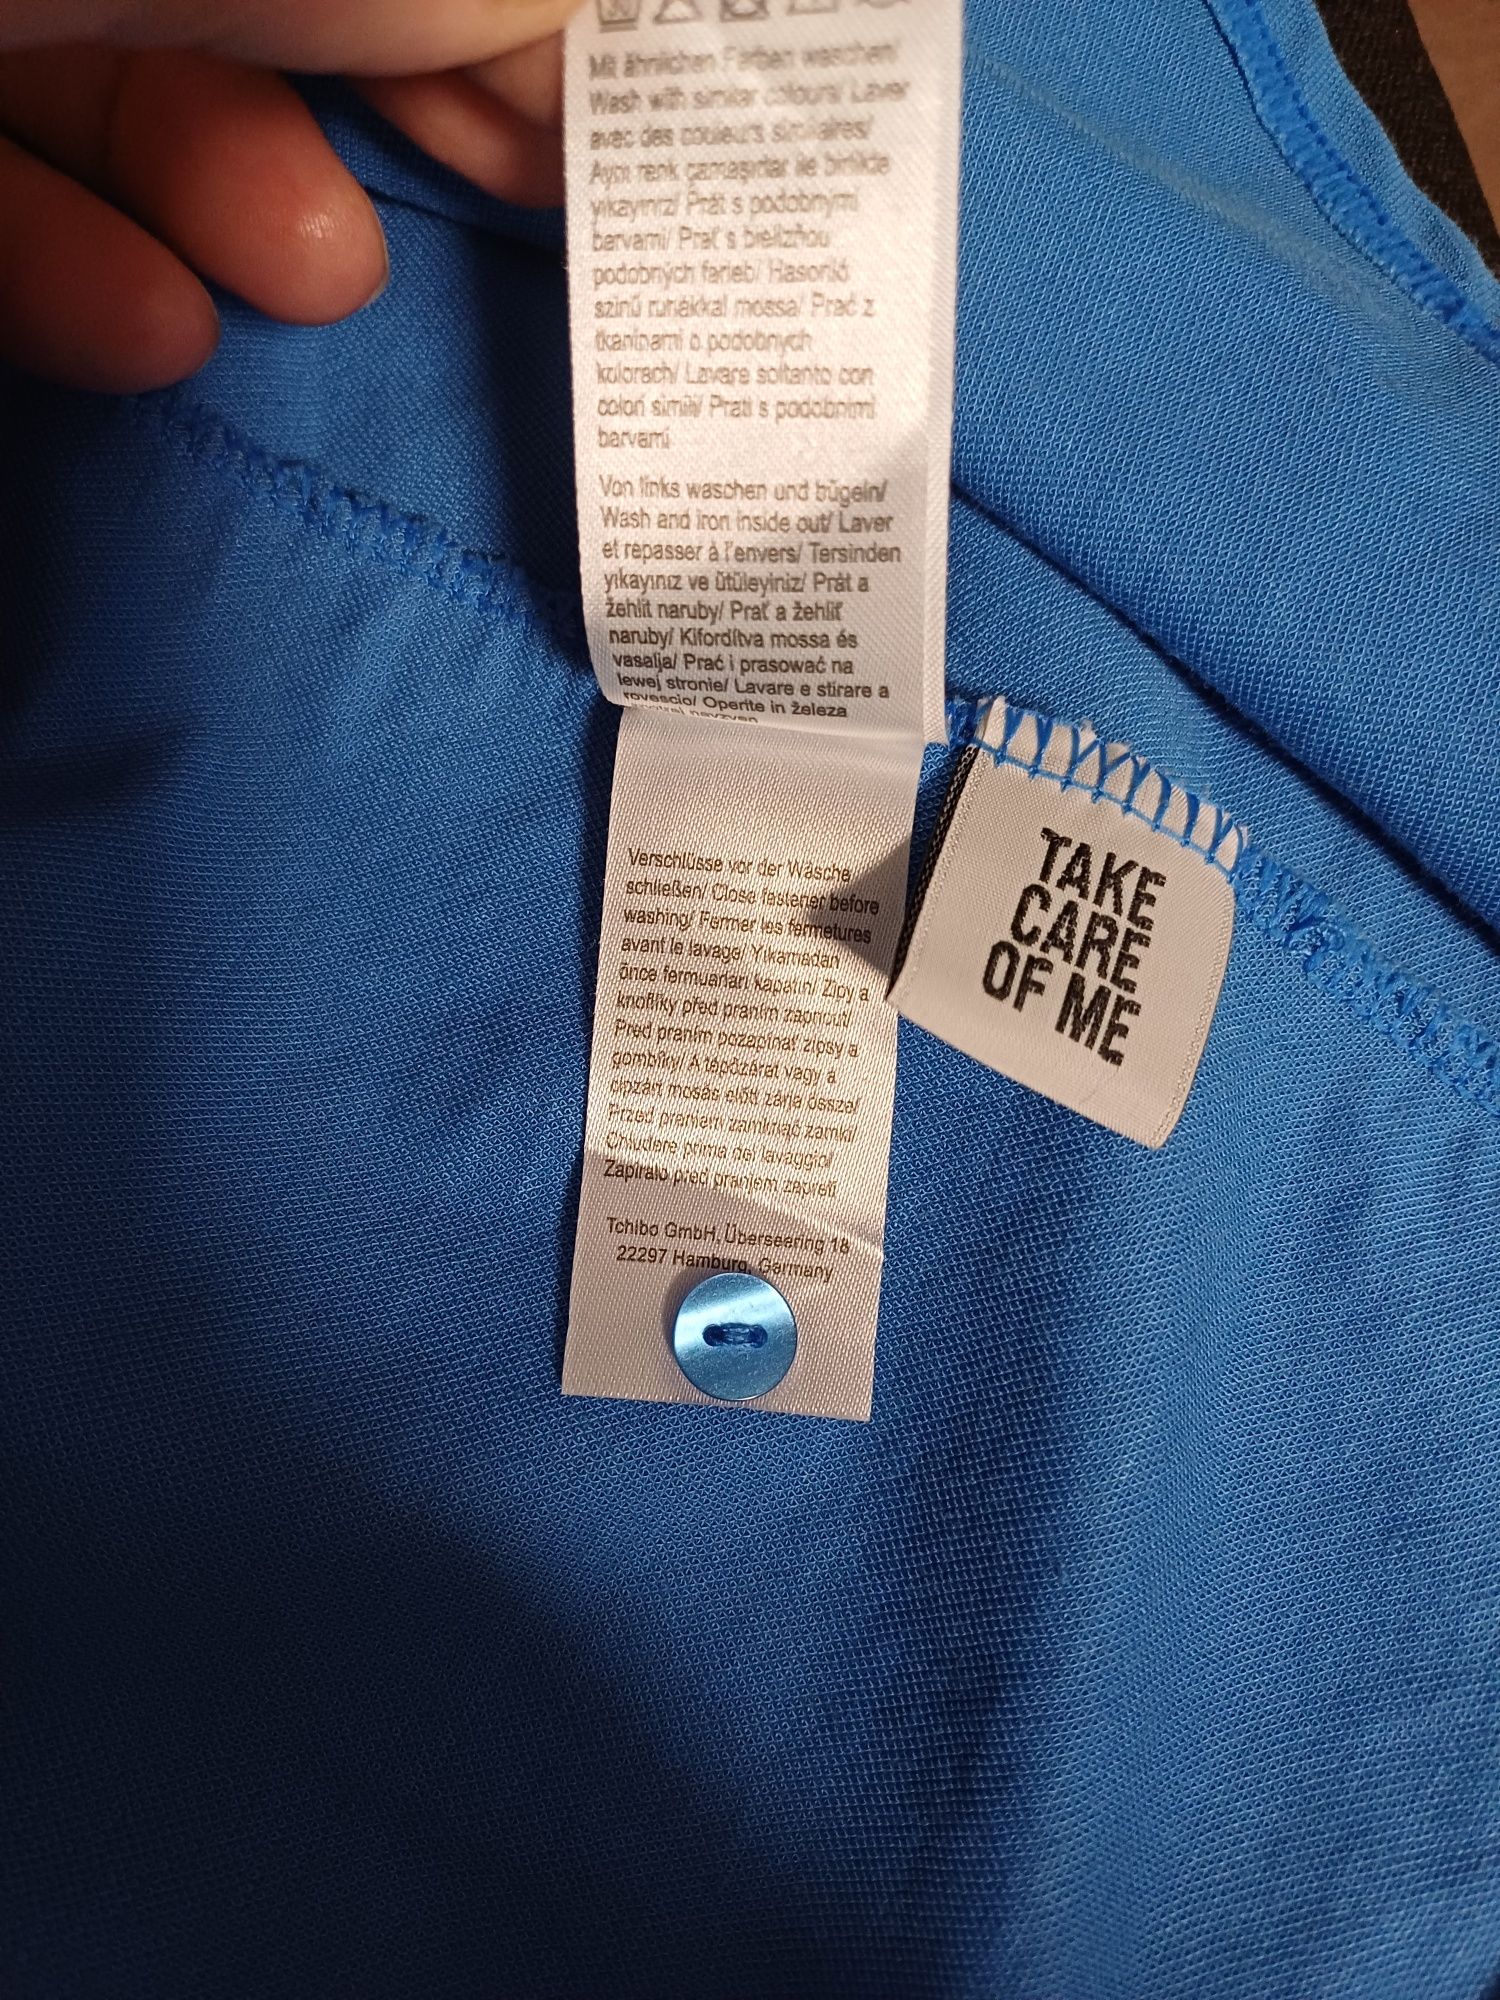 Mit ähnlichen Farben waschen/
Wash with similar colours/ Laver
avec des couleurs similaires/
Aynı renk çamaşırlar ile birlikte
yıkayınız/ Prát s podobnými
barvami/ Prať s bielizňou
podobných farieb/ Hasonló
színű ruhákkal mossa/ Prać z
tkaninami o podobnych
kolorach/ Lavare soltanto con
colori simili/ Prati s podobnimi
barvami
Von links waschen und bügeln/
Wash and iron inside out/ Laver
et repasser à l'envers/ Tersinden
yıkayınız ve ütüleyiniz/ Prát a
žehlit naruby/ Prať a žehliť
naruby/ Kifordítva mossa és
vasalja/ Prać i prasować na
lewej stronie/ Lavare e stirare a
rovescio/ Operite in železa
Verschlüsse vor der Wäsche
schließen/ Close fastener before
washing/ Fermer les fermetures
avant le lavage/ Yıkamadan
önce fermuarları kapatın/ Zipy a
knoflíky před praním zapnout/
Pred praním pozapínať zipsy a
gombíky/ A tépőzárat vagy a
cipzárt mosás előtt zárja össze/
Przed praniem zamknąć zamki/
Chiudere prima del lavaggio/
Zapiralo pred pranjem zapreti
Tchibo GmbH, Überseering 18
22297 Hamburg, Germany
TAKE
CARE
OF ME